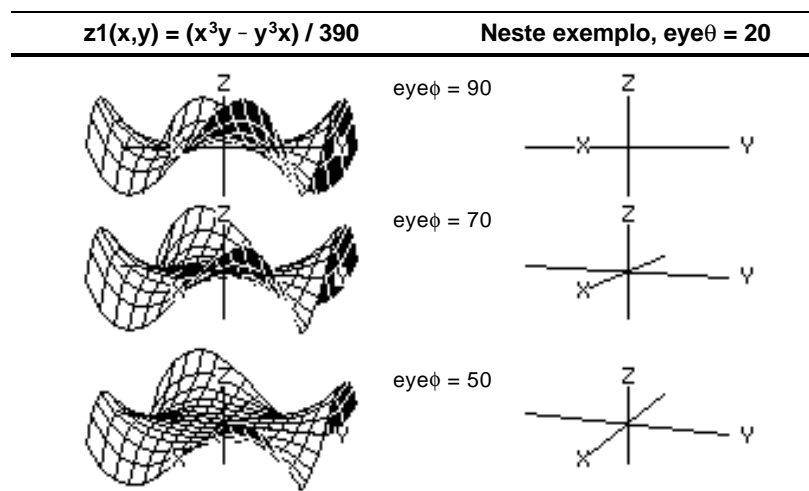 z1(x,y) = (x³y – y³x) / 390 Neste exemplo, eyeθ = 20
Z eyeφ = 90 Z
X Y
Z eyeφ = 70 Z
X Y
eyeφ = 50 Z
Y Y
X X